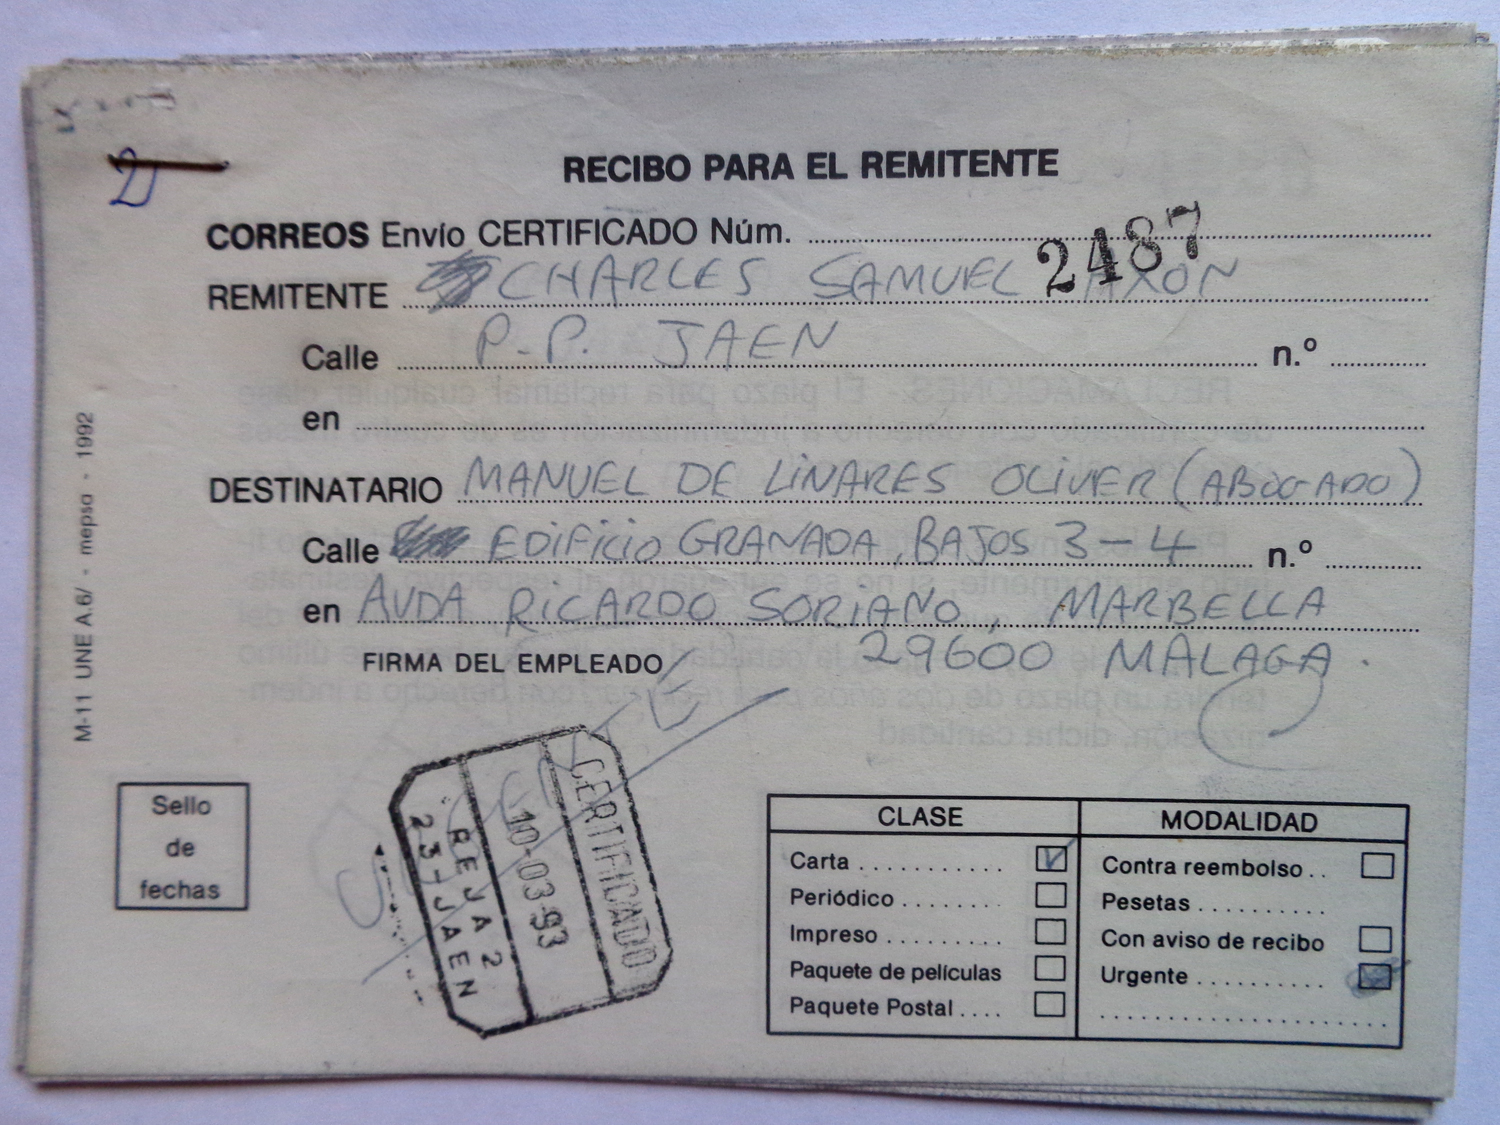 2
RECIBO PARA EL REMITENTE
CORREOS Envío CERTIFICADO Núm. 2487
REMITENTE CHARLES SAMUEL
Calle P.P. JAEN n.º
en
DESTINATARIO MANUEL DE LINARES OLIVER (ABOGADO)
Calle EDIFICIO GRANADA, BAJOS 3-4 n.º
en AVDA RICARDO SORIANO, MARBELLA
29600 MALAGA.
FIRMA DEL EMPLEADO
M-11 UNE A.6/ - mepsa - 1992
Sello
de
fechas
CERTIFICADO
10-03-93
REJA 2
23-JAEN
URGENTE
CLASE
Carta
Periódico
Impreso
Paquete de películas
Paquete Postal
MODALIDAD
Contra reembolso
Pesetas
Con aviso de recibo
Urgente